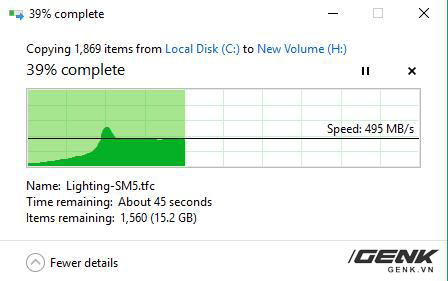 39% complete
Copying 1,869 items from Local Disk (C:) to New Volume (H:)
39% complete
Speed: 495 MB/s
Name: Lighting-SM5.tfc
Time remaining: About 45 seconds
Items remaining: 1,560 (15.2 GB)
Fewer details
GENK
GENK.VN